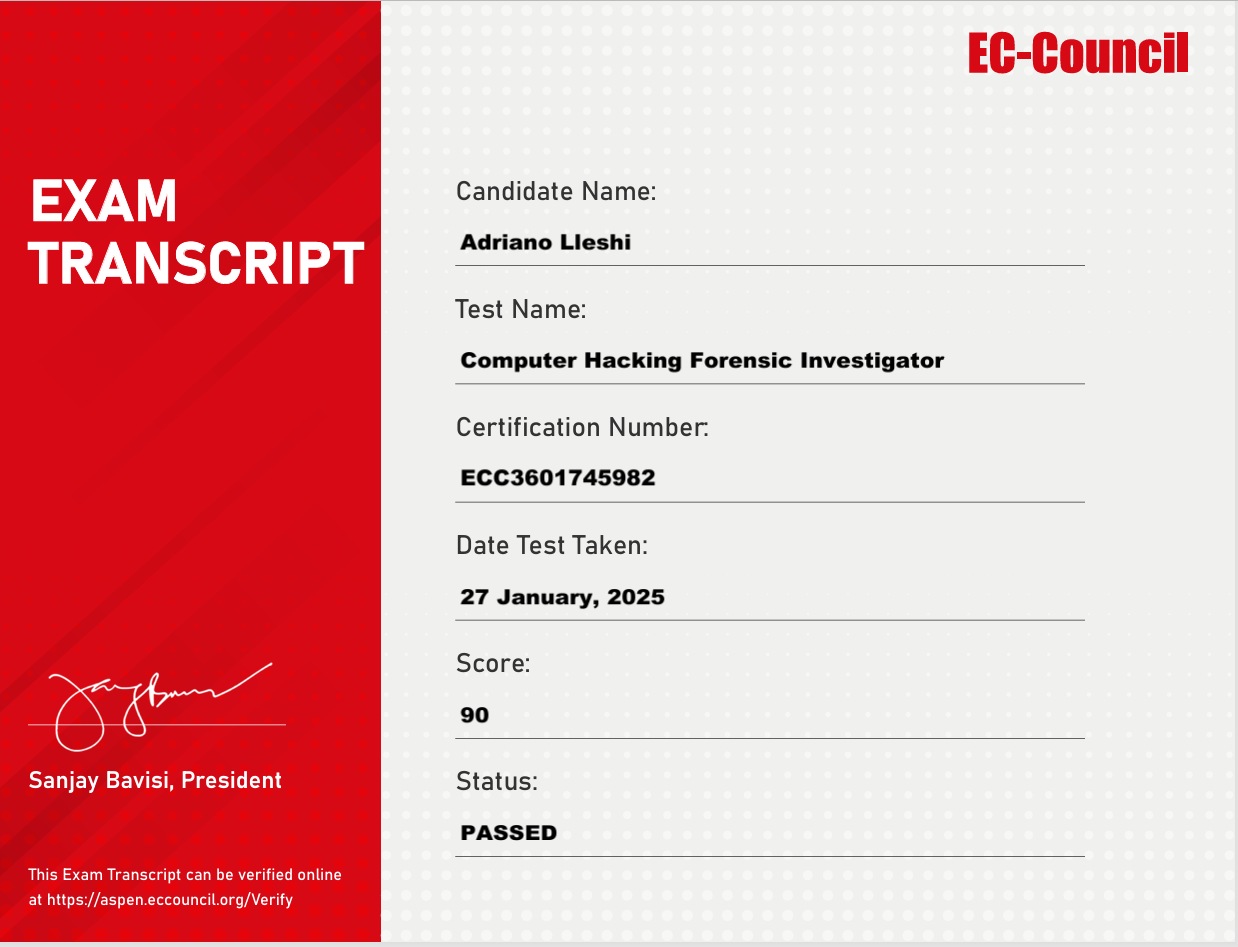 EC-Council
EXAM
TRANSCRIPT
Candidate Name:
Adriano Lleshi
Test Name:
Computer Hacking Forensic Investigator
Certification Number:
ECC3601745982
Date Test Taken:
27 January, 2025
Score:
90
Status:
PASSED
Sanjay Bavisi, President
This Exam Transcript can be verified online
at https://aspen.eccouncil.org/Verify